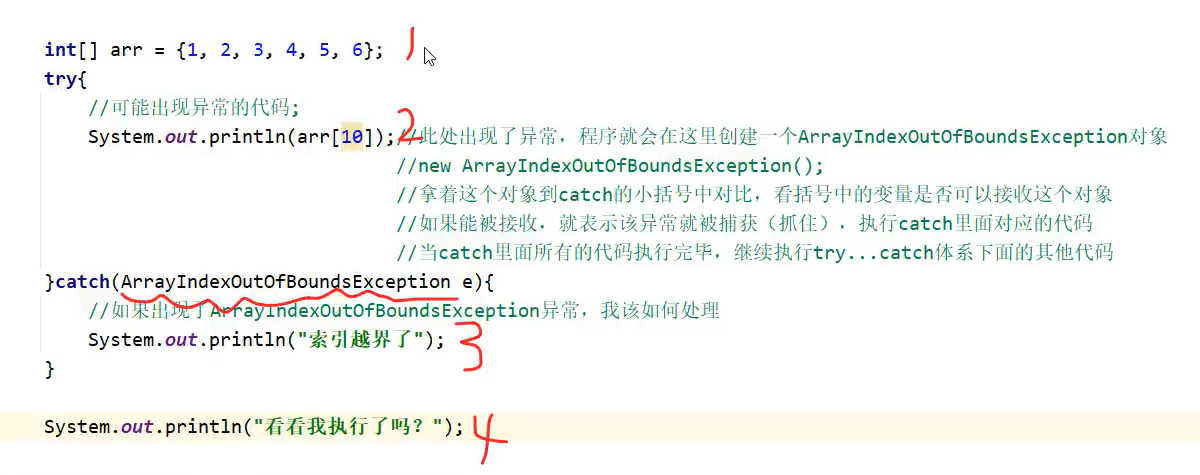 int[] arr = {1, 2, 3, 4, 5, 6}; 1
try{
//可能出现异常的代码;
System.out.println(arr[10]);2//此处出现了异常，程序就会在这里创建一个ArrayIndexOutOfBoundsException对象
//new ArrayIndexOutOfBoundsException();
//拿着这个对象到catch的小括号中对比，看括号中的变量是否可以接收这个对象
//如果能被接收，就表示该异常就被捕获（抓住），执行catch里面对应的代码
//当catch里面所有的代码执行完毕，继续执行try...catch体系下面的其他代码
}catch(ArrayIndexOutOfBoundsException e){
//如果出现了ArrayIndexOutOfBoundsException异常，我该如何处理
System.out.println("索引越界了"); 3
}
System.out.println("看看我执行了吗？"); 4